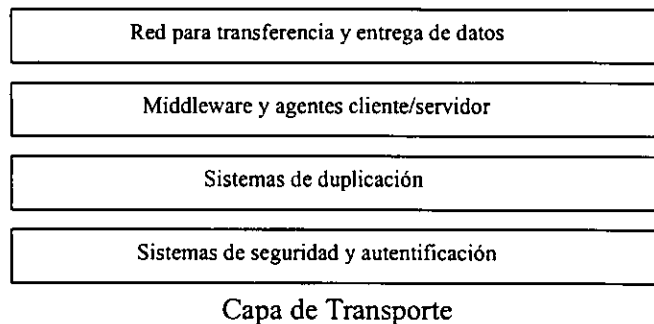 Red para transferencia y entrega de datos
Middleware y agentes cliente/servidor
Sistemas de duplicación
Sistemas de seguridad y autentificación
Capa de Transporte